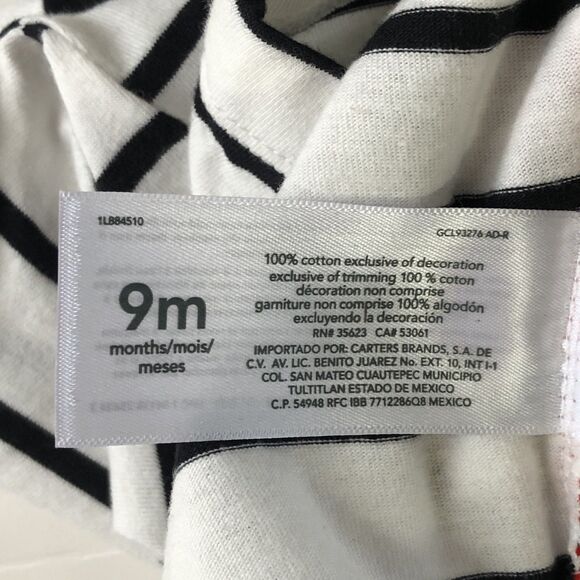 1L884510
GCL93276 AD-R
9m
months/mois/
meses
100% cotton exclusive of decoration
exclusive of trimming 100 % coton
décoration non comprise
garniture non comprise 100% algodón
excluyendo la decoración
RN# 35623 CA# 53061
IMPORTADO POR: CARTERS BRANDS, S.A. DE
C.V. AV. LIC. BENITO JUAREZ No. EXT. 10, INT I-1
COL. SAN MATEO CUAUTEPEC MUNICIPIO
TULTITLAN ESTADO DE MEXICO
C.P. 54948 RFC IBB 7712286Q8 MEXICO